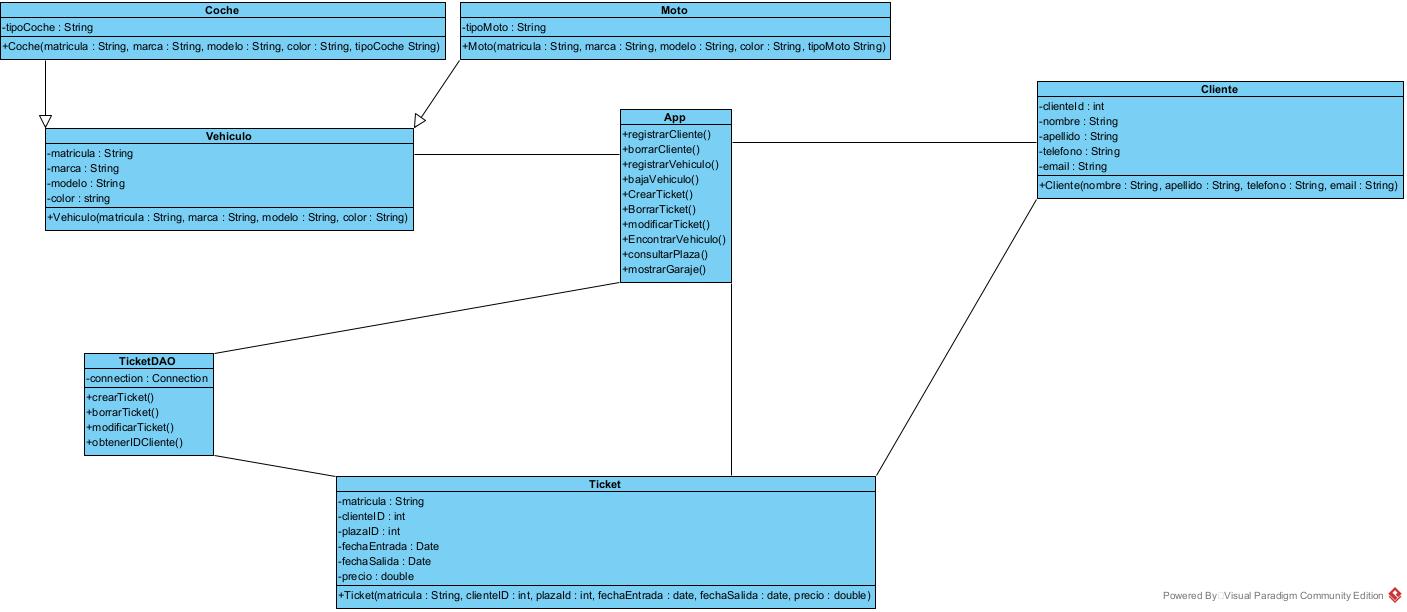 Coche
-tipoCoche : String
+Coche(matricula : String, marca : String, modelo : String, color : String, tipoCoche String)
Moto
-tipoMoto : String
+Moto(matricula : String, marca : String, modelo : String, color : String, tipoMoto String)
Cliente
-clienteId : int
-nombre : String
-apellido : String
-telefono : String
-email : String
+Cliente(nombre : String, apellido : String, telefono : String, email : String)
App
+registrarCliente()
+borrarCliente()
+registrarVehiculo()
+bajaVehiculo()
+CrearTicket()
+BorrarTicket()
+modificarTicket()
+EncontrarVehiculo()
+consultarPlaza()
+mostrarGaraje()
Vehiculo
-matricula : String
-marca : String
-modelo : String
-color : string
+Vehiculo(matricula : String, marca : String, modelo : String, color : String)
TicketDAO
-connection : Connection
+crearTicket()
+borrarTicket()
+modificarTicket()
+obtenerIDCliente()
Ticket
-matricula : String
-clienteID : int
-plazaID : int
-fechaEntrada : Date
-fechaSalida : Date
-precio : double
+Ticket(matricula : String, clienteID : int, plazaId : int, fechaEntrada : date, fechaSalida : date, precio : double)
Powered By Visual Paradigm Community Edition